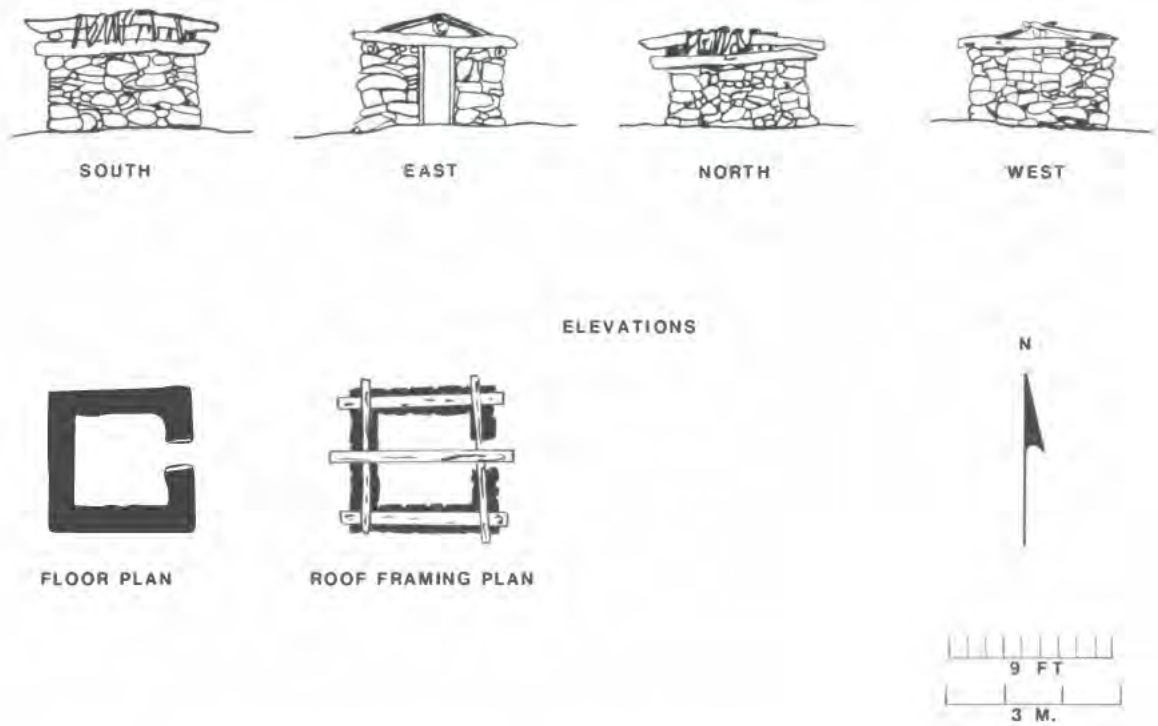 SOUTH
EAST
NORTH
WEST
ELEVATIONS
N
FLOOR PLAN
ROOF FRAMING PLAN
9 FT
3 M.